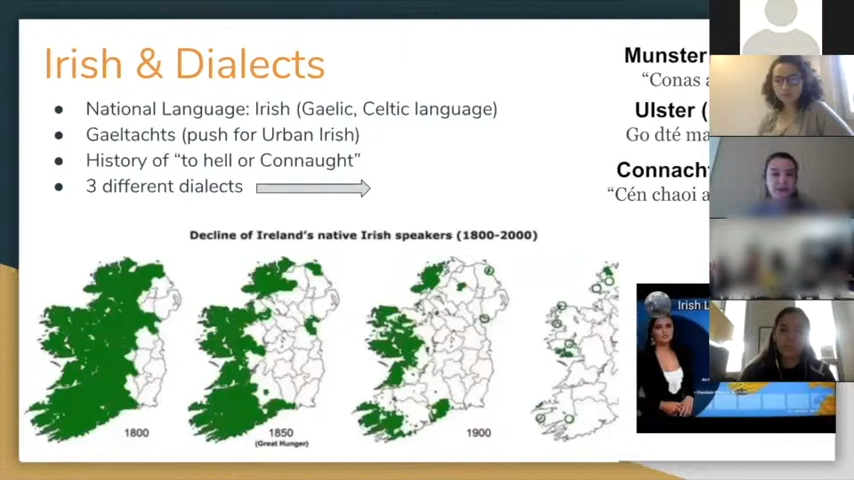 Irish & Dialects
National Language: Irish (Gaelic, Celtic language)
Gaeltachts (push for Urban Irish)
History of “to hell or Connaught”
3 different dialects
Munster
“Conas a
Ulster (
Go dté ma
Connach
“Cén chaoi a
Decline of Ireland's native Irish speakers (1800-2000)
1800
1850
(Great Hunger)
1900
Irish L